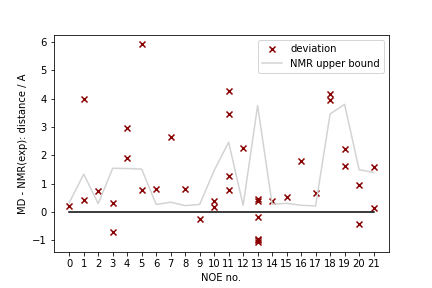 6
5
4
3
2
1
0
−1
MD - NMR(exp): distance / A
deviation
NMR upper bound
0 1 2 3 4 5 6 7 8 9 10 11 12 13 14 15 16 17 18 19 20 21
NOE no.